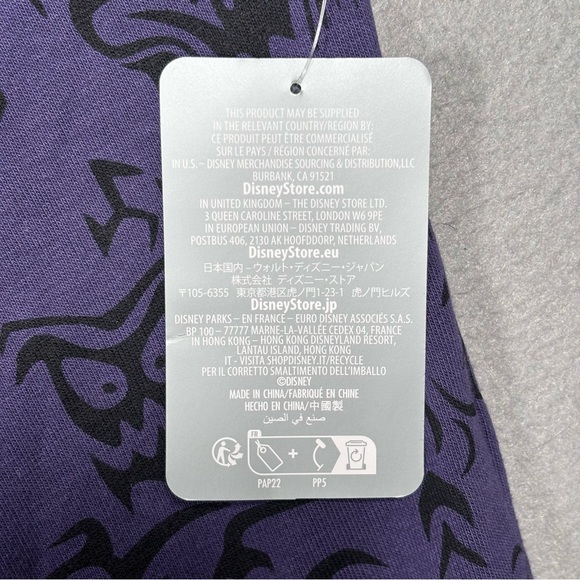 THIS PRODUCT MAY BE SUPPLIED
IN THE RELEVANT COUNTRY/REGION BY:
CE PRODUIT PEUT ÊTRE COMMERCIALISÉ
SUR LE PAYS / RÉGION CONCERNÉ PAR:
IN U.S. – DISNEY MERCHANDISE SOURCING & DISTRIBUTION,LLC
BURBANK, CA 91521
DisneyStore.com
IN UNITED KINGDOM – THE DISNEY STORE LTD.
3 QUEEN CAROLINE STREET, LONDON W6 9PE
IN EUROPEAN UNION – DISNEY TRADING BV,
POSTBUS 406, 2130 AK HOOFDDORP, NETHERLANDS
DisneyStore.eu
日本国内 – ウォルト・ディズニー・ジャパン
株式会社 ディズニー・ストア
〒105-6355 東京都港区虎ノ門1-23-1 虎ノ門ヒルズ
DisneyStore.jp
DISNEY PARKS – EN FRANCE – EURO DISNEY ASSOCIÉS S.A.S.
BP 100 – 77777 MARNE-LA-VALLÉE CEDEX 04, FRANCE
IN HONG KONG – HONG KONG DISNEYLAND RESORT,
LANTAU ISLAND, HONG KONG
IT - VISITA SHOPDISNEY.IT/RECYCLE
PER IL CORRETTO SMALTIMENTO DELL'IMBALLO
©DISNEY
MADE IN CHINA/FABRIQUÉ EN CHINE
HECHO EN CHINA/中國製
صنع في الصين
FR
+
PAP22 PP5